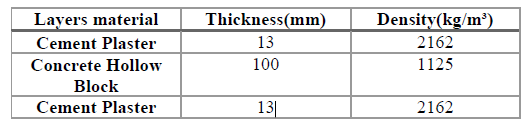 Layers material Thickness(mm) Density(kg/m³)
Cement Plaster 13 2162
Concrete Hollow 100 1125
Block
Cement Plaster 13 2162